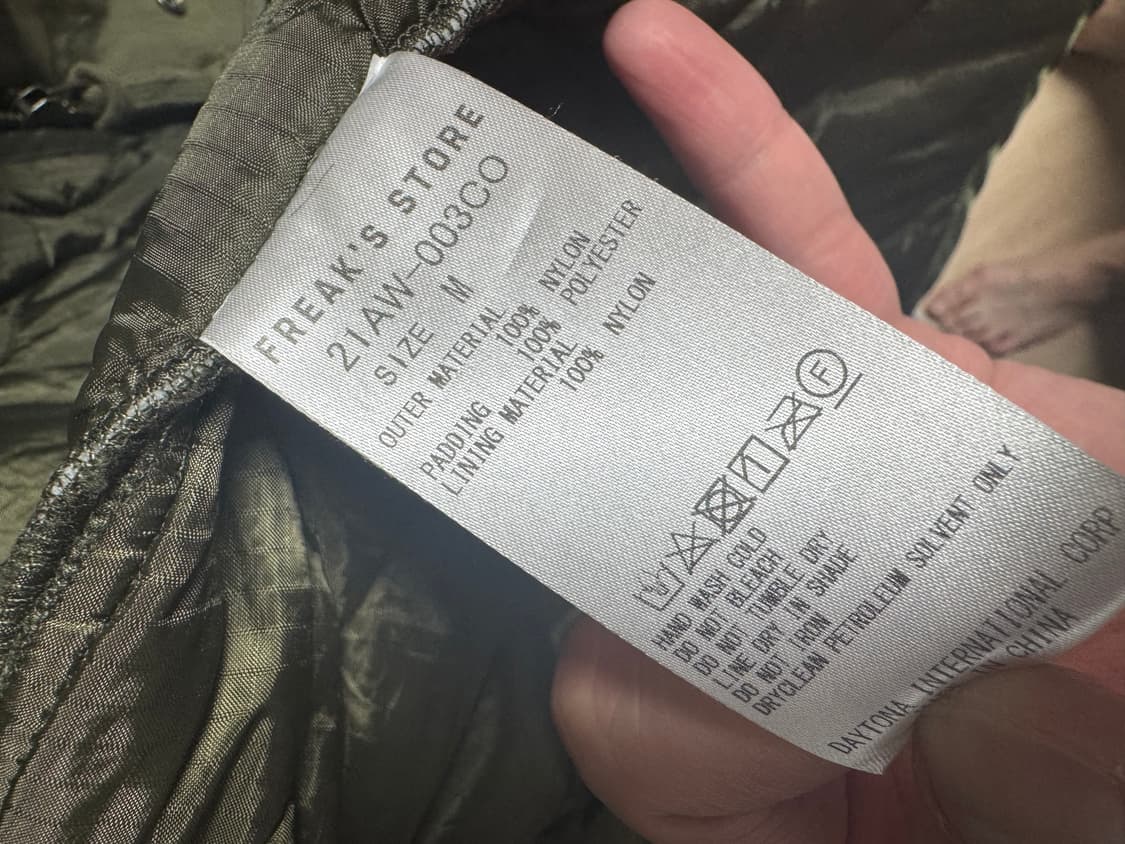 FREAK'S STORE
21AW-003CO
SIZE M
OUTER MATERIAL
100% NYLON
PADDING 100% POLYESTER
LINING MATERIAL
100% NYLON
F
HAND WASH COLD
DO NOT BLEACH
DO NOT TUMBLE DRY
LINE DRY IN SHADE
DO NOT IRON
DRYCLEAN PETROLEUM SOLVENT ONLY
DAYTONA INTERNATIONAL CORP
CHINA